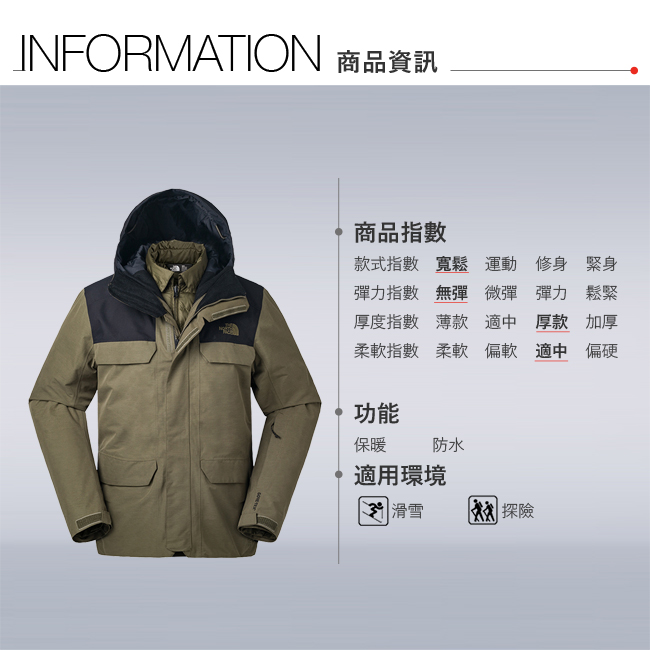 INFORMATION 商品資訊
商品指數
款式指數 寬鬆 運動 修身 緊身
彈力指數 無彈 微彈 彈力 鬆緊
厚度指數 薄款 適中 厚款 加厚
柔軟指數 柔軟 偏軟 適中 偏硬
功能
保暖 防水
適用環境
滑雪 探險
THE NORTH FACE